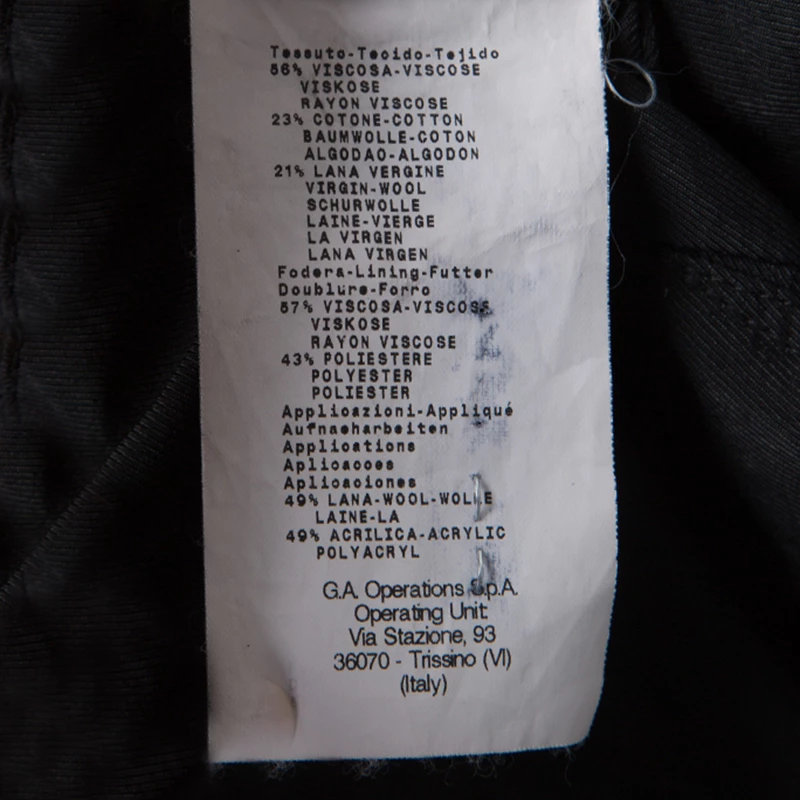 Tessuto-Tecido-Tejido
56% VISCOSA-VISCOSE
VISKOSE
RAYON VISCOSE
23% COTONE-COTTON
BAUMWOLLE-COTON
ALGODAO-ALGODON
21% LANA VERGINE
VIRGIN-WOOL
SCHURWOLLE
LAINE-VIERGE
LA VIRGEN
LANA VIRGEN
Fodera-Lining-Futter
Doublure-Forro
57% VISCOSA-VISCOSE
VISKOSE
RAYON VISCOSE
43% POLIESTERE
POLYESTER
POLIESTER
Applicazioni-Appliqué
Aufnaeharbeiten
Applications
Aplicacoes
Aplicaciones
49% LANA-WOOL-WOLLE
LAINE-LA
49% ACRILICA-ACRYLIC
POLYACRYL
G.A. Operations S.p.A.
Operating Unit:
Via Stazione, 93
36070 - Trissino (VI)
(Italy)